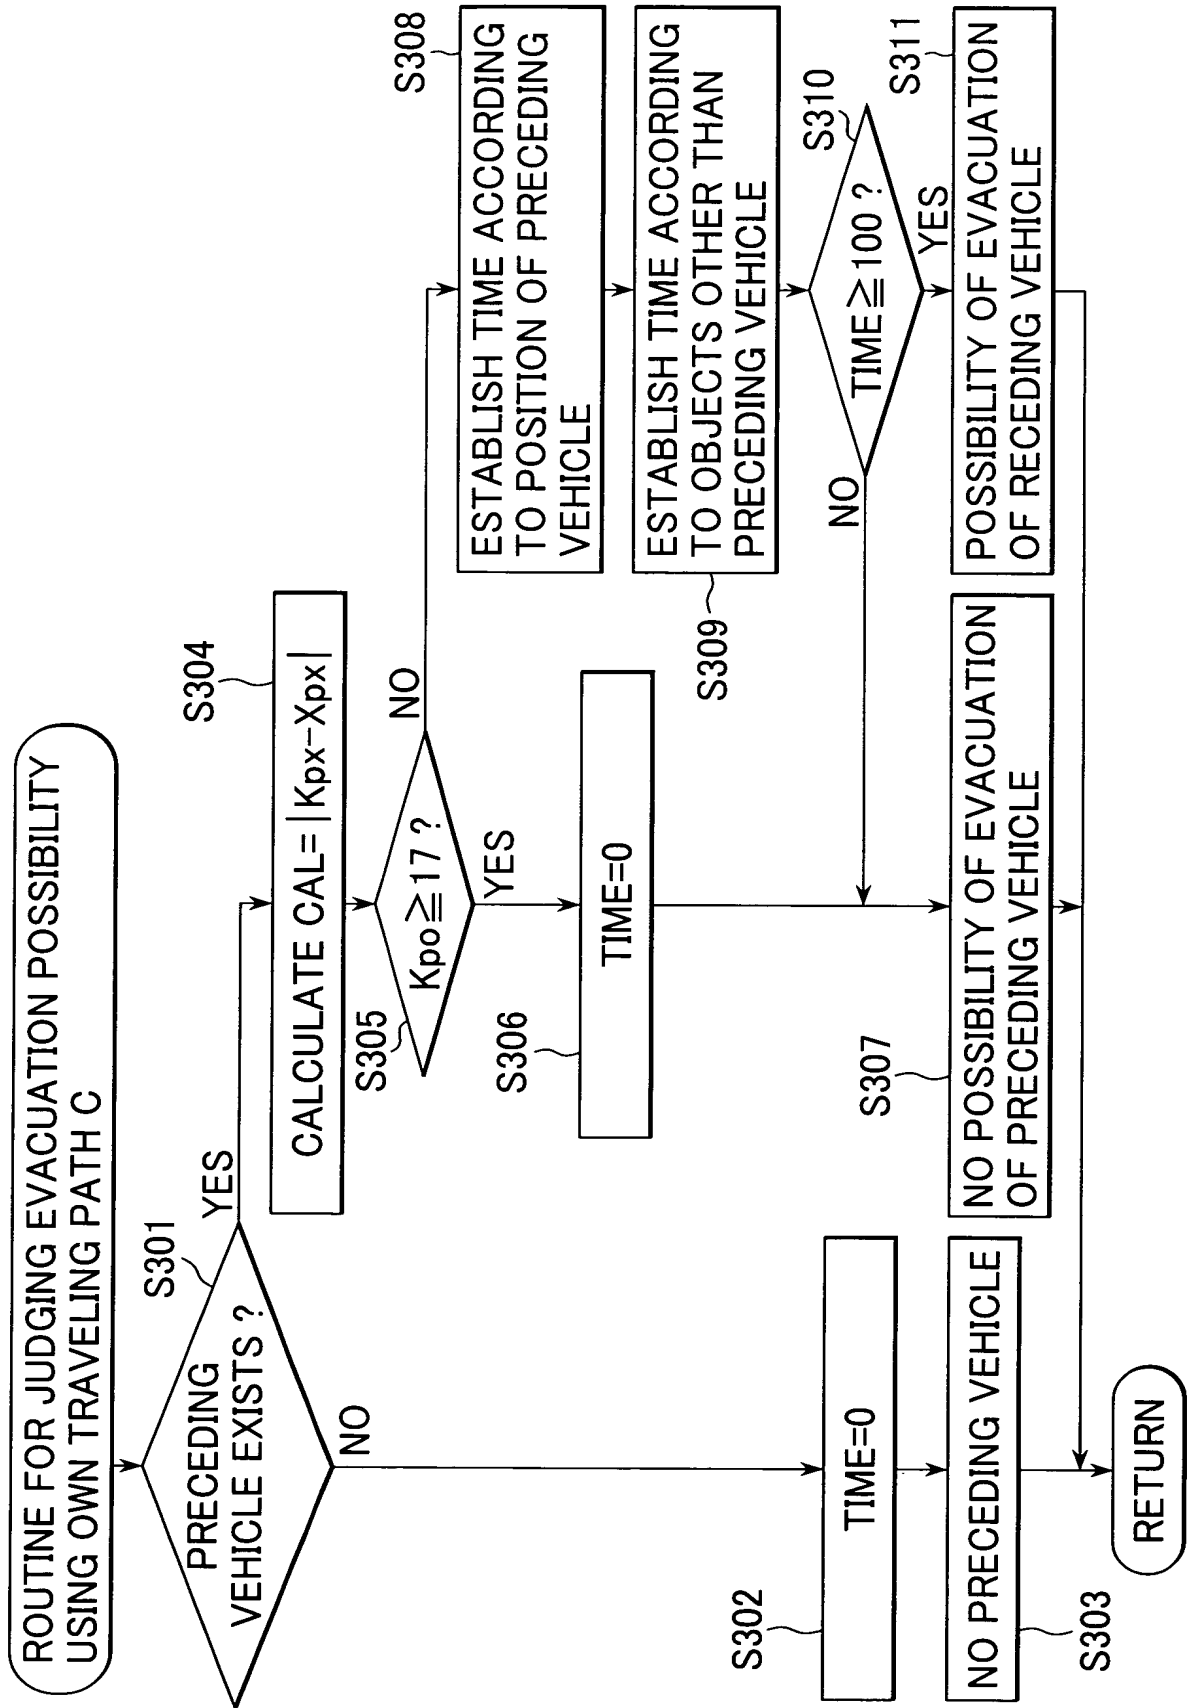 ROUTINE FOR JUDGING EVACUATION POSSIBILITY
USING OWN TRAVELING PATH C
S301
PRECEDING
VEHICLE EXISTS ?
YES
NO
S302
TIME=0
NO PRECEDING VEHICLE
S303
S304
CALCULATE CAL=|Kpx-Xpx|
S305
Kpo≧17 ?
NO
YES
S306
TIME=0
S307
NO POSSIBILITY OF EVACUATION
OF PRECEDING VEHICLE
S308
ESTABLISH TIME ACCORDING
TO POSITION OF PRECEDING
VEHICLE
ESTABLISH TIME ACCORDING
TO OBJECTS OTHER THAN
PRECEDING VEHICLE
S309
S310
TIME≧100 ?
NO
YES
S311
POSSIBILITY OF EVACUATION
OF RECEDING VEHICLE
RETURN